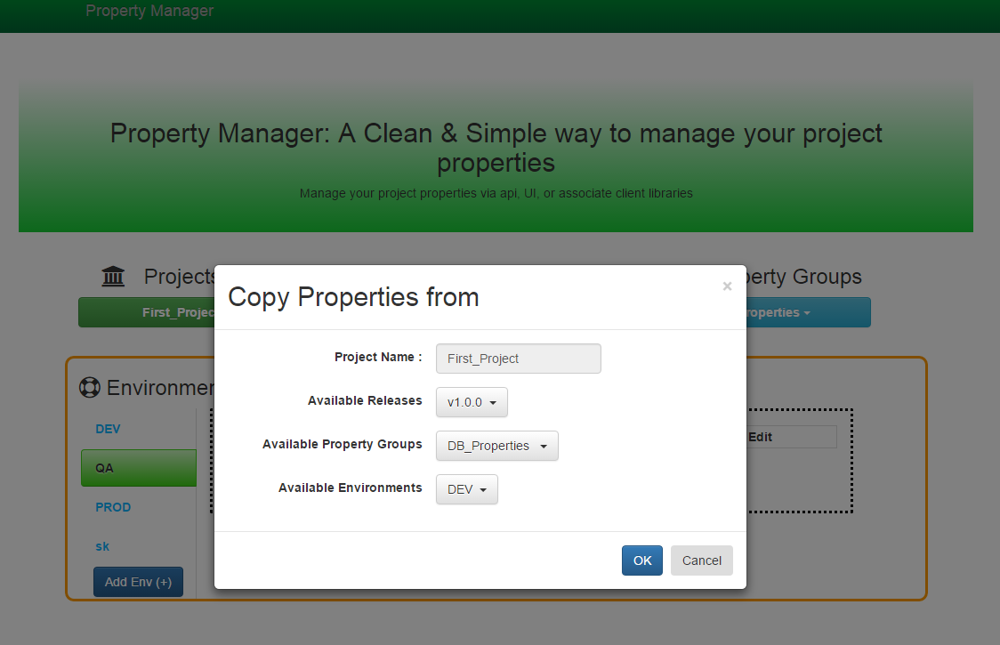 Property Manager
Property Manager: A Clean & Simple way to manage your project
properties
Manage your project properties via api, UI, or associate client libraries
Projects
erty Groups
First_Projec
roperties
Copy Properties from
×
Project Name :
First_Project
Available Releases
v1.0.0
Available Property Groups
DB_Properties
Available Environments
DEV
OK
Cancel
Environmen
DEV
QA
PROD
sk
Add Env (+)
Edit